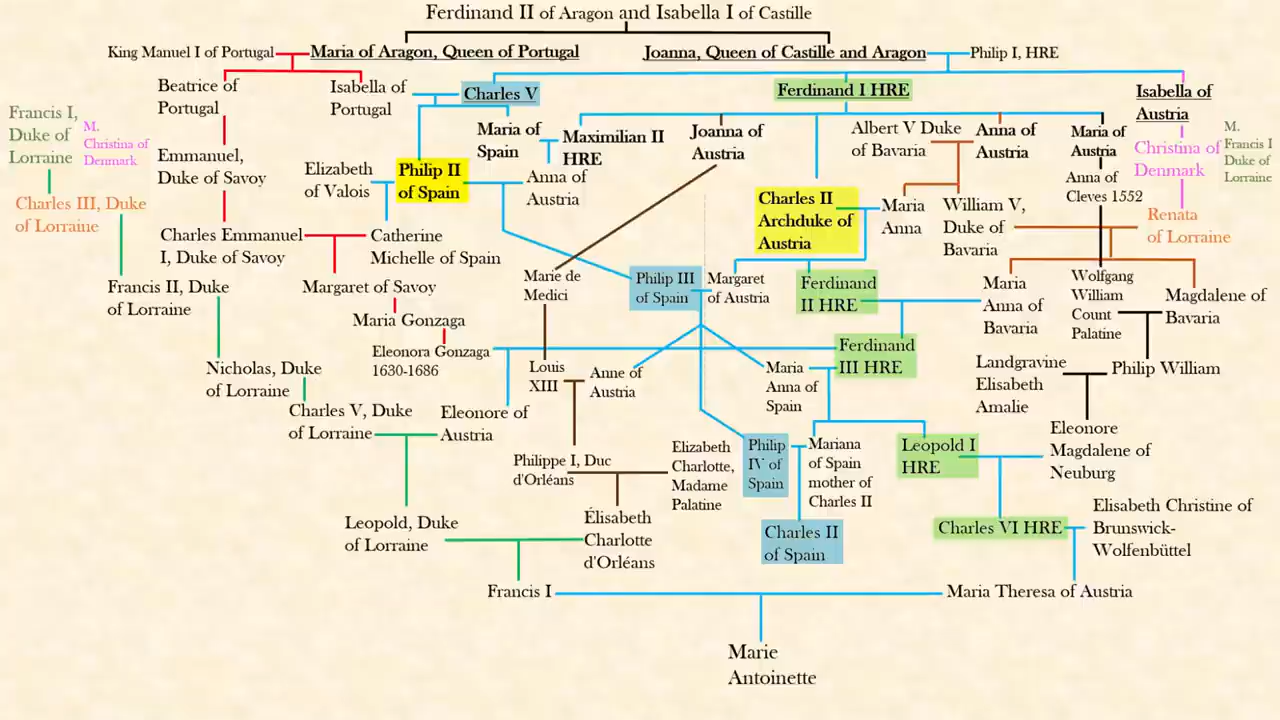 Ferdinand II of Aragon and Isabella I of Castille
King Manuel I of Portugal
Maria of Aragon, Queen of Portugal
Joanna, Queen of Castille and Aragon
Philip I, HRE
Beatrice of
Portugal
Isabella of
Portugal
Charles V
Ferdinand I HRE
Isabella of
Austria
Francis I,
Duke of
Lorraine
M.
Christina of
Denmark
Maria of
Spain
Maximilian II
HRE
Joanna of
Austria
Albert V Duke
of Bavaria
Anna of
Austria
Maria of
Austria
Christina of
Denmark
M.
Francis I
Duke of
Lorraine
Emmanuel,
Duke of Savoy
Elizabeth
of Valois
Philip II
of Spain
Anna of
Austria
Anna of
Cleves 1552
Charles III, Duke
of Lorraine
Charles II
Archduke of
Austria
Maria
Anna
William V,
Duke of
Bavaria
Renata
of Lorraine
Charles Emmanuel
I, Duke of Savoy
Catherine
Michelle of Spain
Francis II, Duke
of Lorraine
Margaret of Savoy
Marie de
Medici
Philip III
of Spain
Margaret
of Austria
Ferdinand
II HRE
Maria
Anna of
Bavaria
Wolfgang
William
Count
Palatine
Magdalene of
Bavaria
Maria Gonzaga
Eleonora Gonzaga
1630-1686
Ferdinand
III HRE
Nicholas, Duke
of Lorraine
Louis
XIII
Anne of
Austria
Maria
Anna of
Spain
Landgravine
Elisabeth
Amalie
Philip William
Charles V, Duke
of Lorraine
Eleonore of
Austria
Philippe I, Duc
d'Orléans
Elizabeth
Charlotte,
Madame
Palatine
Philip
IV of
Spain
Mariana
of Spain
mother of
Charles II
Leopold I
HRE
Eleonore
Magdalene of
Neuburg
Leopold, Duke
of Lorraine
Élisabeth
Charlotte
d'Orléans
Charles II
of Spain
Charles VI HRE
Elisabeth Christine of
Brunswick-
Wolfenbüttel
Francis I
Maria Theresa of Austria
Marie
Antoinette